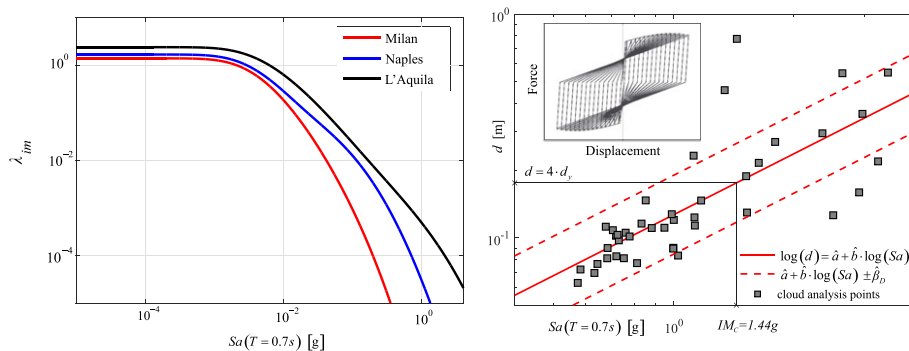 10^0
10^-2
10^-4
λ_im
Milan
Naples
L'Aquila
10^-4
10^-2
10^0
Sa(T = 0.7s) [g]
10^0
10^-1
d [m]
Force
Displacement
d = 4·d_y
log(d) = â + b̂·log(Sa)
â + b̂·log(Sa) ± β̂_D
cloud analysis points
Sa(T = 0.7s) [g]
10^0
IM_C=1.44g